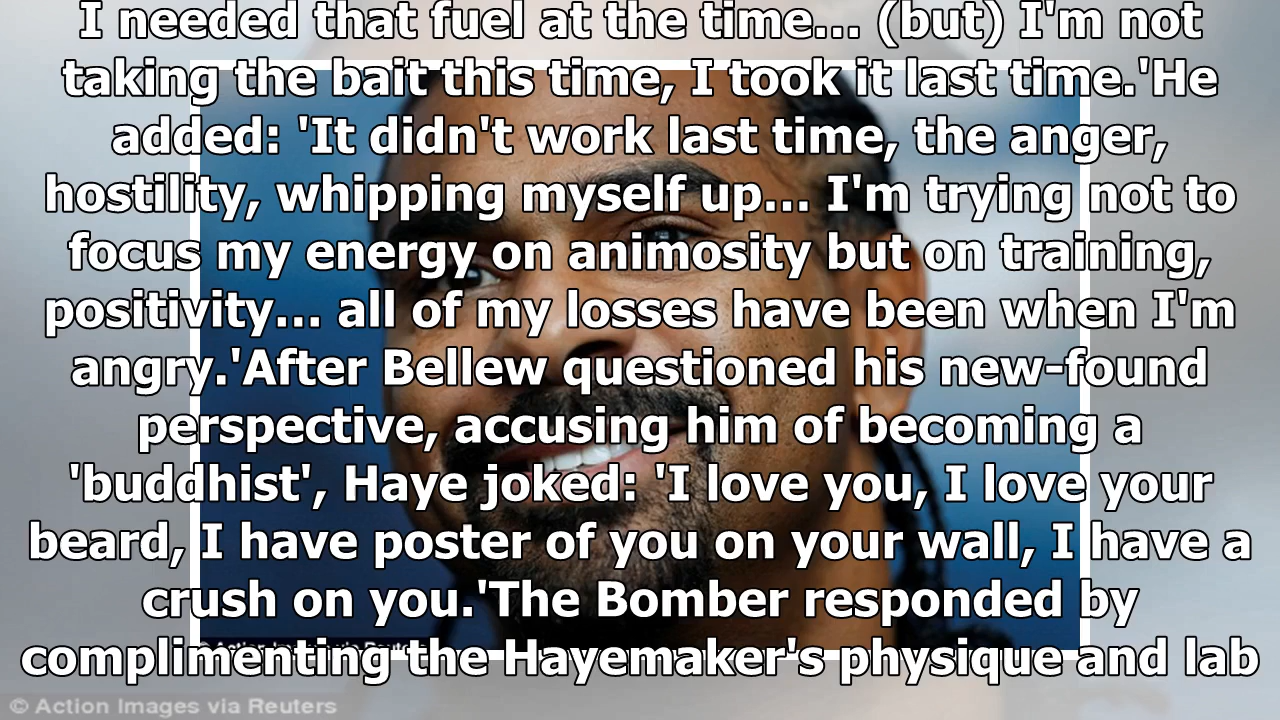 I needed that fuel at the time... (but) I'm not
taking the bait this time, I took it last time.'He
added: 'It didn't work last time, the anger,
hostility, whipping myself up... I'm trying not to
focus my energy on animosity but on training,
positivity... all of my losses have been when I'm
angry.'After Bellew questioned his new-found
perspective, accusing him of becoming a
'buddhist', Haye joked: 'I love you, I love your
beard, I have poster of you on your wall, I have a
crush on you.'The Bomber responded by
complimenting the Hayemaker's physique and lab
© Action Images via Reuters